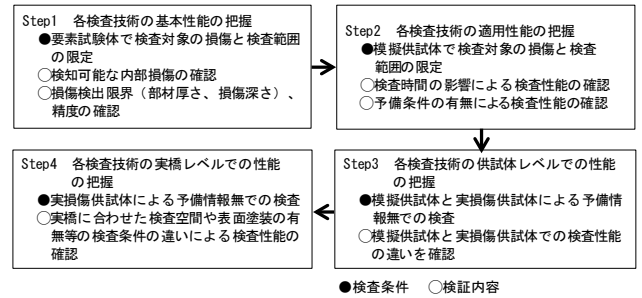 Step1　各検査技術の基本性能の把握
●要素試験体で検査対象の損傷と検査範囲
の限定
○検知可能な内部損傷の確認
○損傷検出限界（部材厚さ、損傷深さ）、
精度の確認
Step2　各検査技術の適用性能の把握
●模擬供試体で検査対象の損傷と検査
範囲の限定
○検査時間の影響による検査性能の確認
○予備条件の有無による検査性能の確認
Step3　各検査技術の供試体レベルでの性能
の把握
●模擬供試体と実損傷供試体による予備情
報無での検査
○模擬供試体と実損傷供試体での検査性能
の違いを確認
Step4　各検査技術の実橋レベルでの性能
の把握
●実損傷供試体による予備情報無での検査
○実橋に合わせた検査空間や表面塗装の有
無等の検査条件の違いによる検査性能の
確認
●検査条件　○検証内容